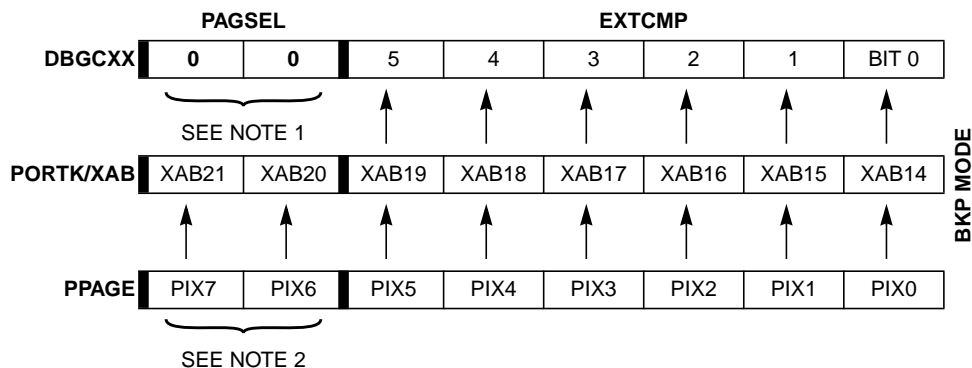 PAGSEL EXTCMP
DBGCXX 0 0 5 4 3 2 1 BIT 0
SEE NOTE 1
PORTK/XAB XAB21 XAB20 XAB19 XAB18 XAB17 XAB16 XAB15 XAB14
BKP MODE
PPAGE PIX7 PIX6 PIX5 PIX4 PIX3 PIX2 PIX1 PIX0
SEE NOTE 2